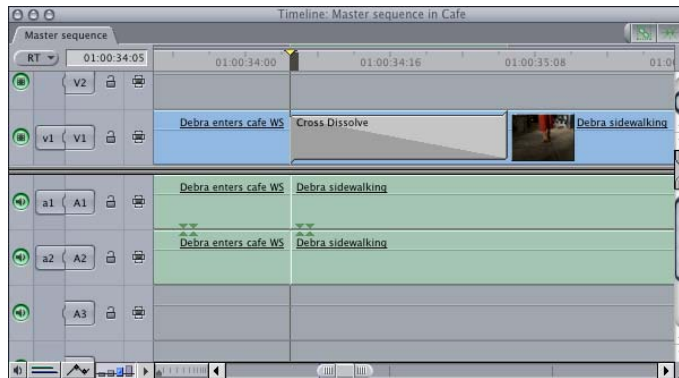 Timeline: Master sequence in Cafe
Master sequence
RT 01:00:34:05 01:00:34:00 01:00:34:16 01:00:35:08 01:0
V2
v1 V1 Debra enters cafe WS Cross Dissolve Debra sidewalking
a1 A1 Debra enters cafe WS Debra sidewalking
a2 A2 Debra enters cafe WS Debra sidewalking
A3